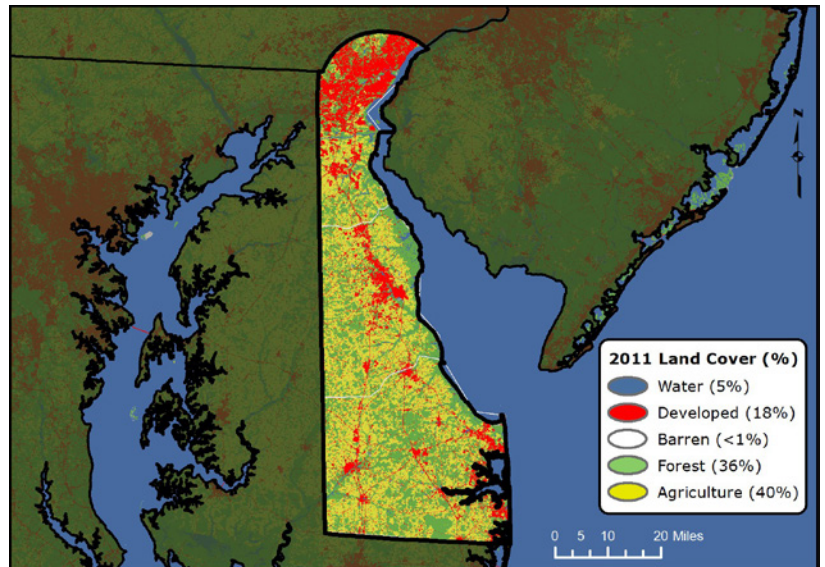 N
2011 Land Cover (%)
Water (5%)
Developed (18%)
Barren (<1%)
Forest (36%)
Agriculture (40%)
0 5 10 20 Miles